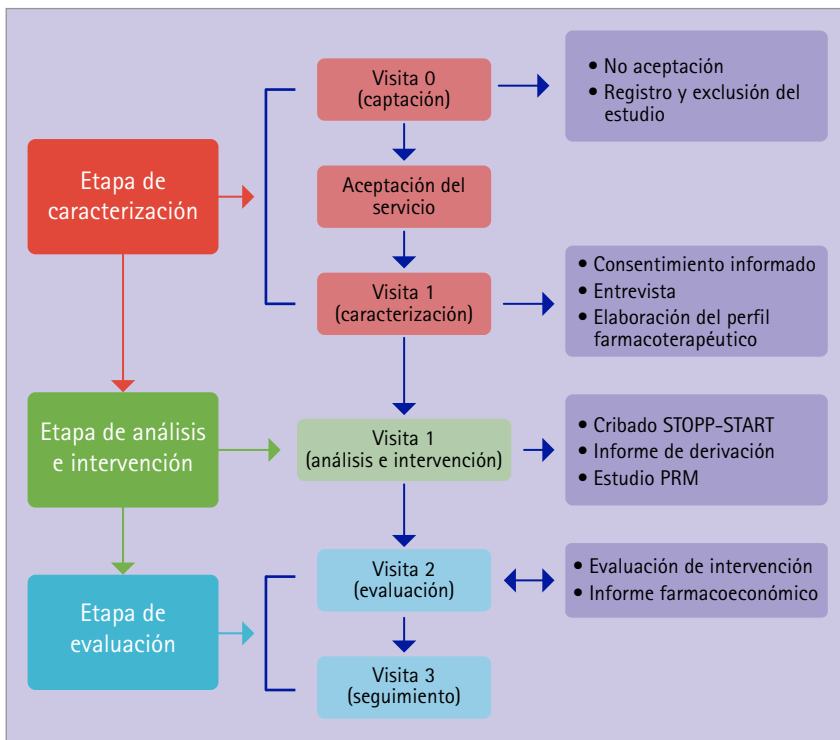 Visita 0
(captación)
• No aceptación
• Registro y exclusión del
estudio
Etapa de
caracterización
Aceptación del
servicio
Visita 1
(caracterización)
• Consentimiento informado
• Entrevista
• Elaboración del perfil
farmacoterapéutico
Etapa de análisis
e intervención
Visita 1
(análisis e intervención)
• Cribado STOPP-START
• Informe de derivación
• Estudio PRM
Etapa de
evaluación
Visita 2
(evaluación)
• Evaluación de intervención
• Informe farmacoeconómico
Visita 3
(seguimiento)